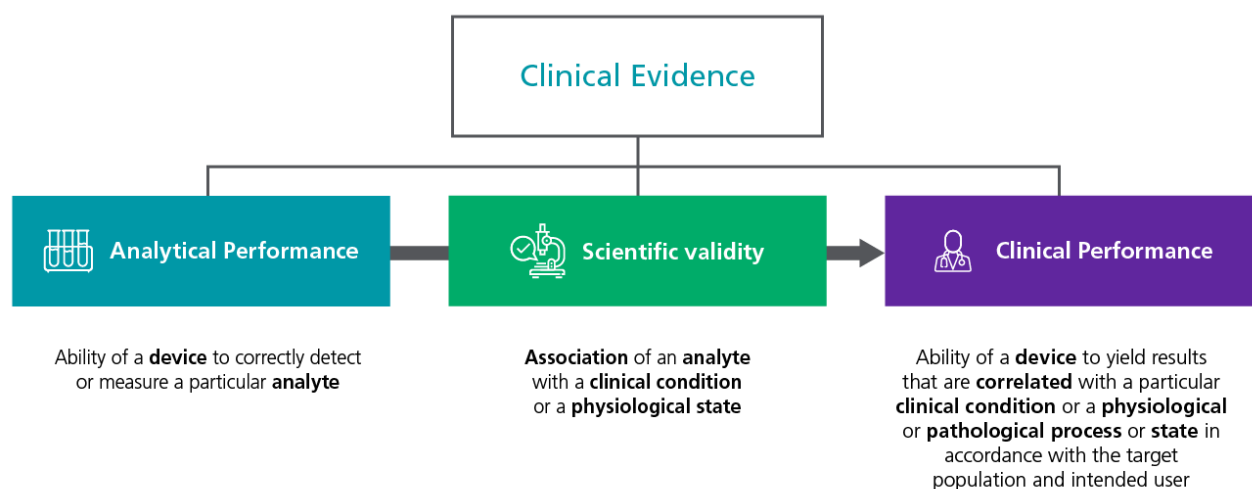 Clinical Evidence
Analytical Performance
Scientific validity
Clinical Performance
Ability of a device to correctly detect
or measure a particular analyte
Association of an analyte
with a clinical condition
or a physiological state
Ability of a device to yield results
that are correlated with a particular
clinical condition or a physiological
or pathological process or state in
accordance with the target
population and intended user